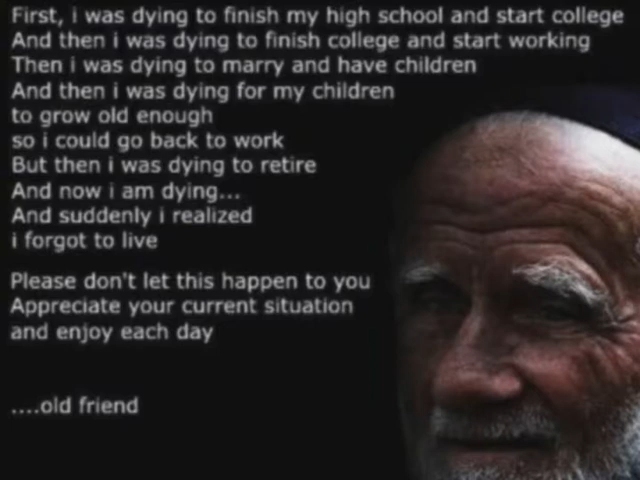 First, i was dying to finish my high school and start college
And then i was dying to finish college and start working
Then i was dying to marry and have children
And then i was dying for my children
to grow old enough
so i could go back to work
But then i was dying to retire
And now i am dying...
And suddenly i realized
i forgot to live
Please don't let this happen to you
Appreciate your current situation
and enjoy each day
....old friend